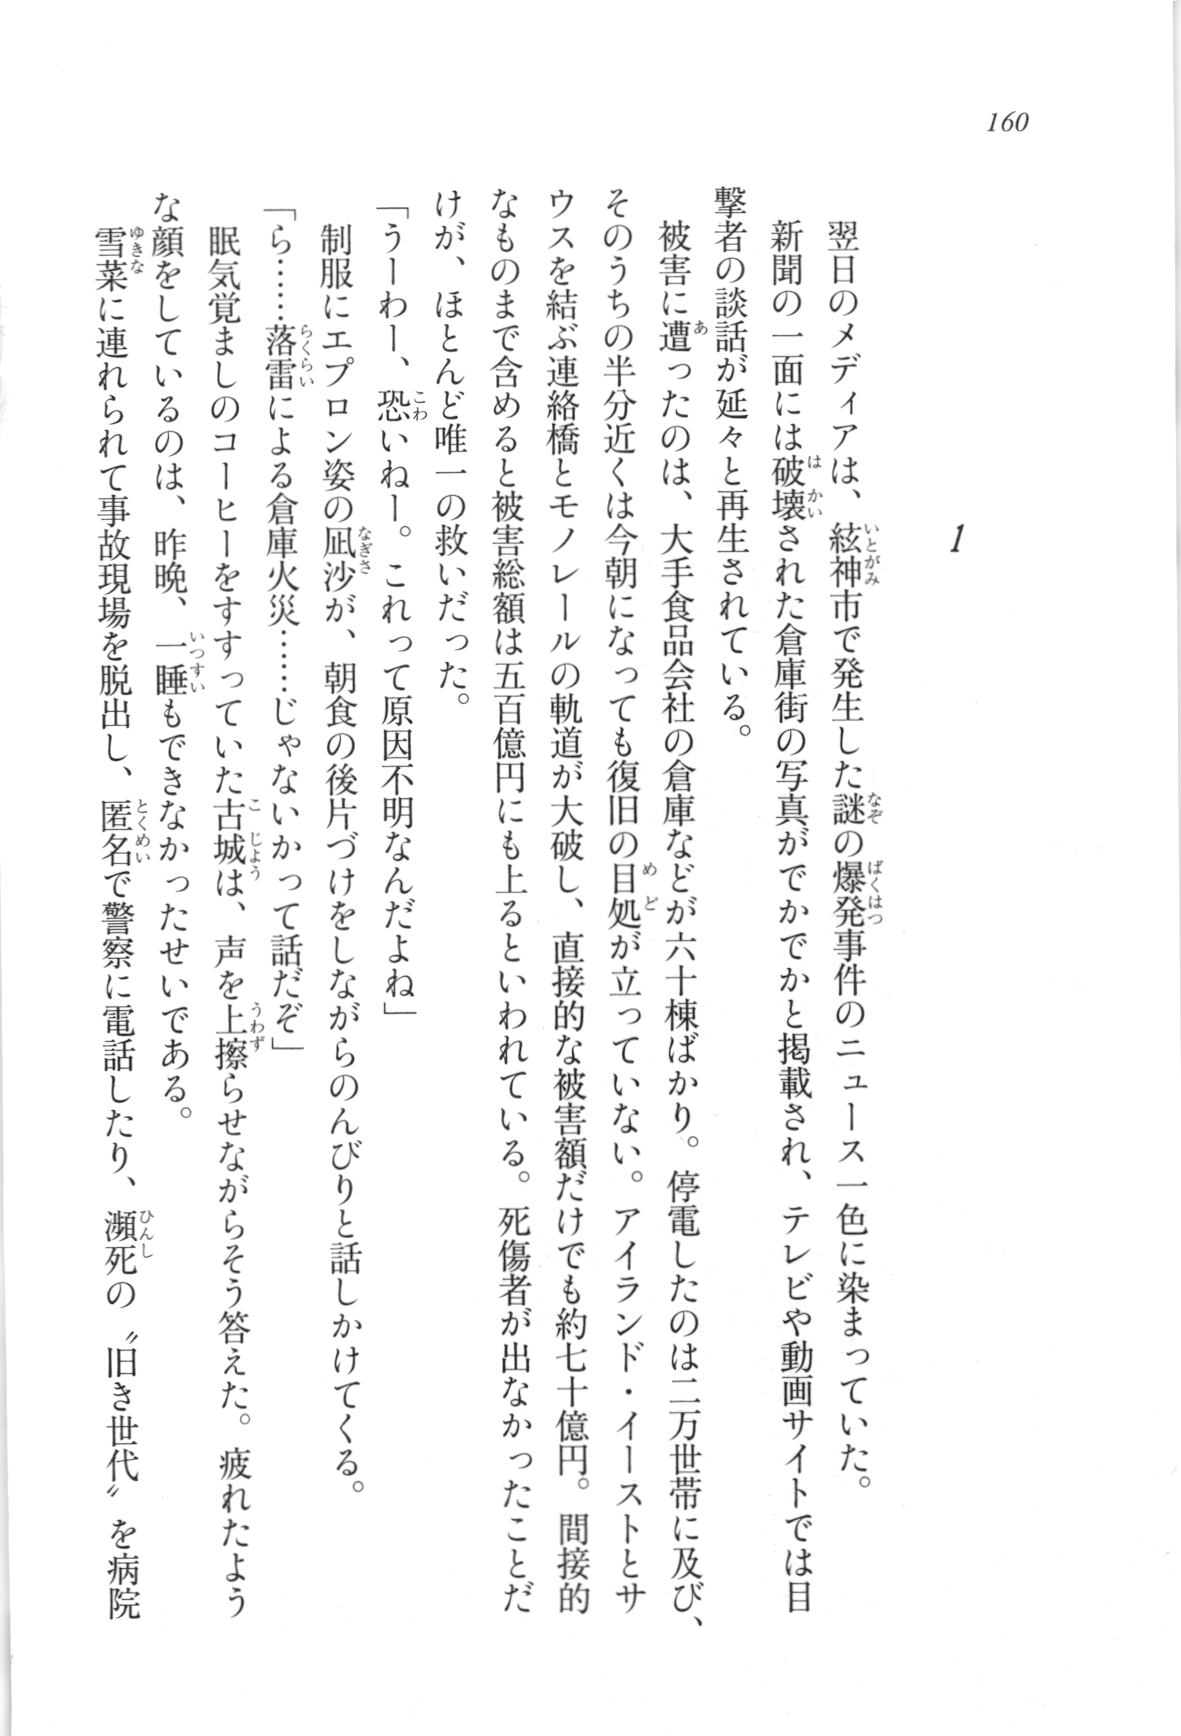 160
1
翌日のメディアは、絃神市で発生した謎の爆発事件のニュース一色に染まっていた。
新聞の一面には破壊された倉庫街の写真がでかでかと掲載され、テレビや動画サイトでは目
撃者の談話が延々と再生されている。
被害に遭ったのは、大手食品会社の倉庫などが六十棟ばかり。停電したのは二万世帯に及び、
そのうちの半分近くは今朝になっても復旧の目処が立っていない。アイランド・イーストとサ
ウスを結ぶ連絡橋とモノレールの軌道が大破し、直接的な被害額だけでも約七十億円。間接的
なものまで含めると被害総額は五百億円にも上るといわれている。死傷者が出なかったことだ
けが、ほとんど唯一の救いだった。
「うーわー、恐いねー。これって原因不明なんだよね」
制服にエプロン姿の凪沙が、朝食の後片づけをしながらのんびりと話しかけてくる。
「ら……落雷による倉庫火災……じゃないかって話だぞ」
眠気覚ましのコーヒーをすすっていた古城は、声を上擦らせながらそう答えた。疲れたよう
な顔をしているのは、昨晩、一睡もできなかったせいである。
雪菜に連れられて事故現場を脱出し、匿名で警察に電話したり、瀕死の〝旧き世代〟を病院